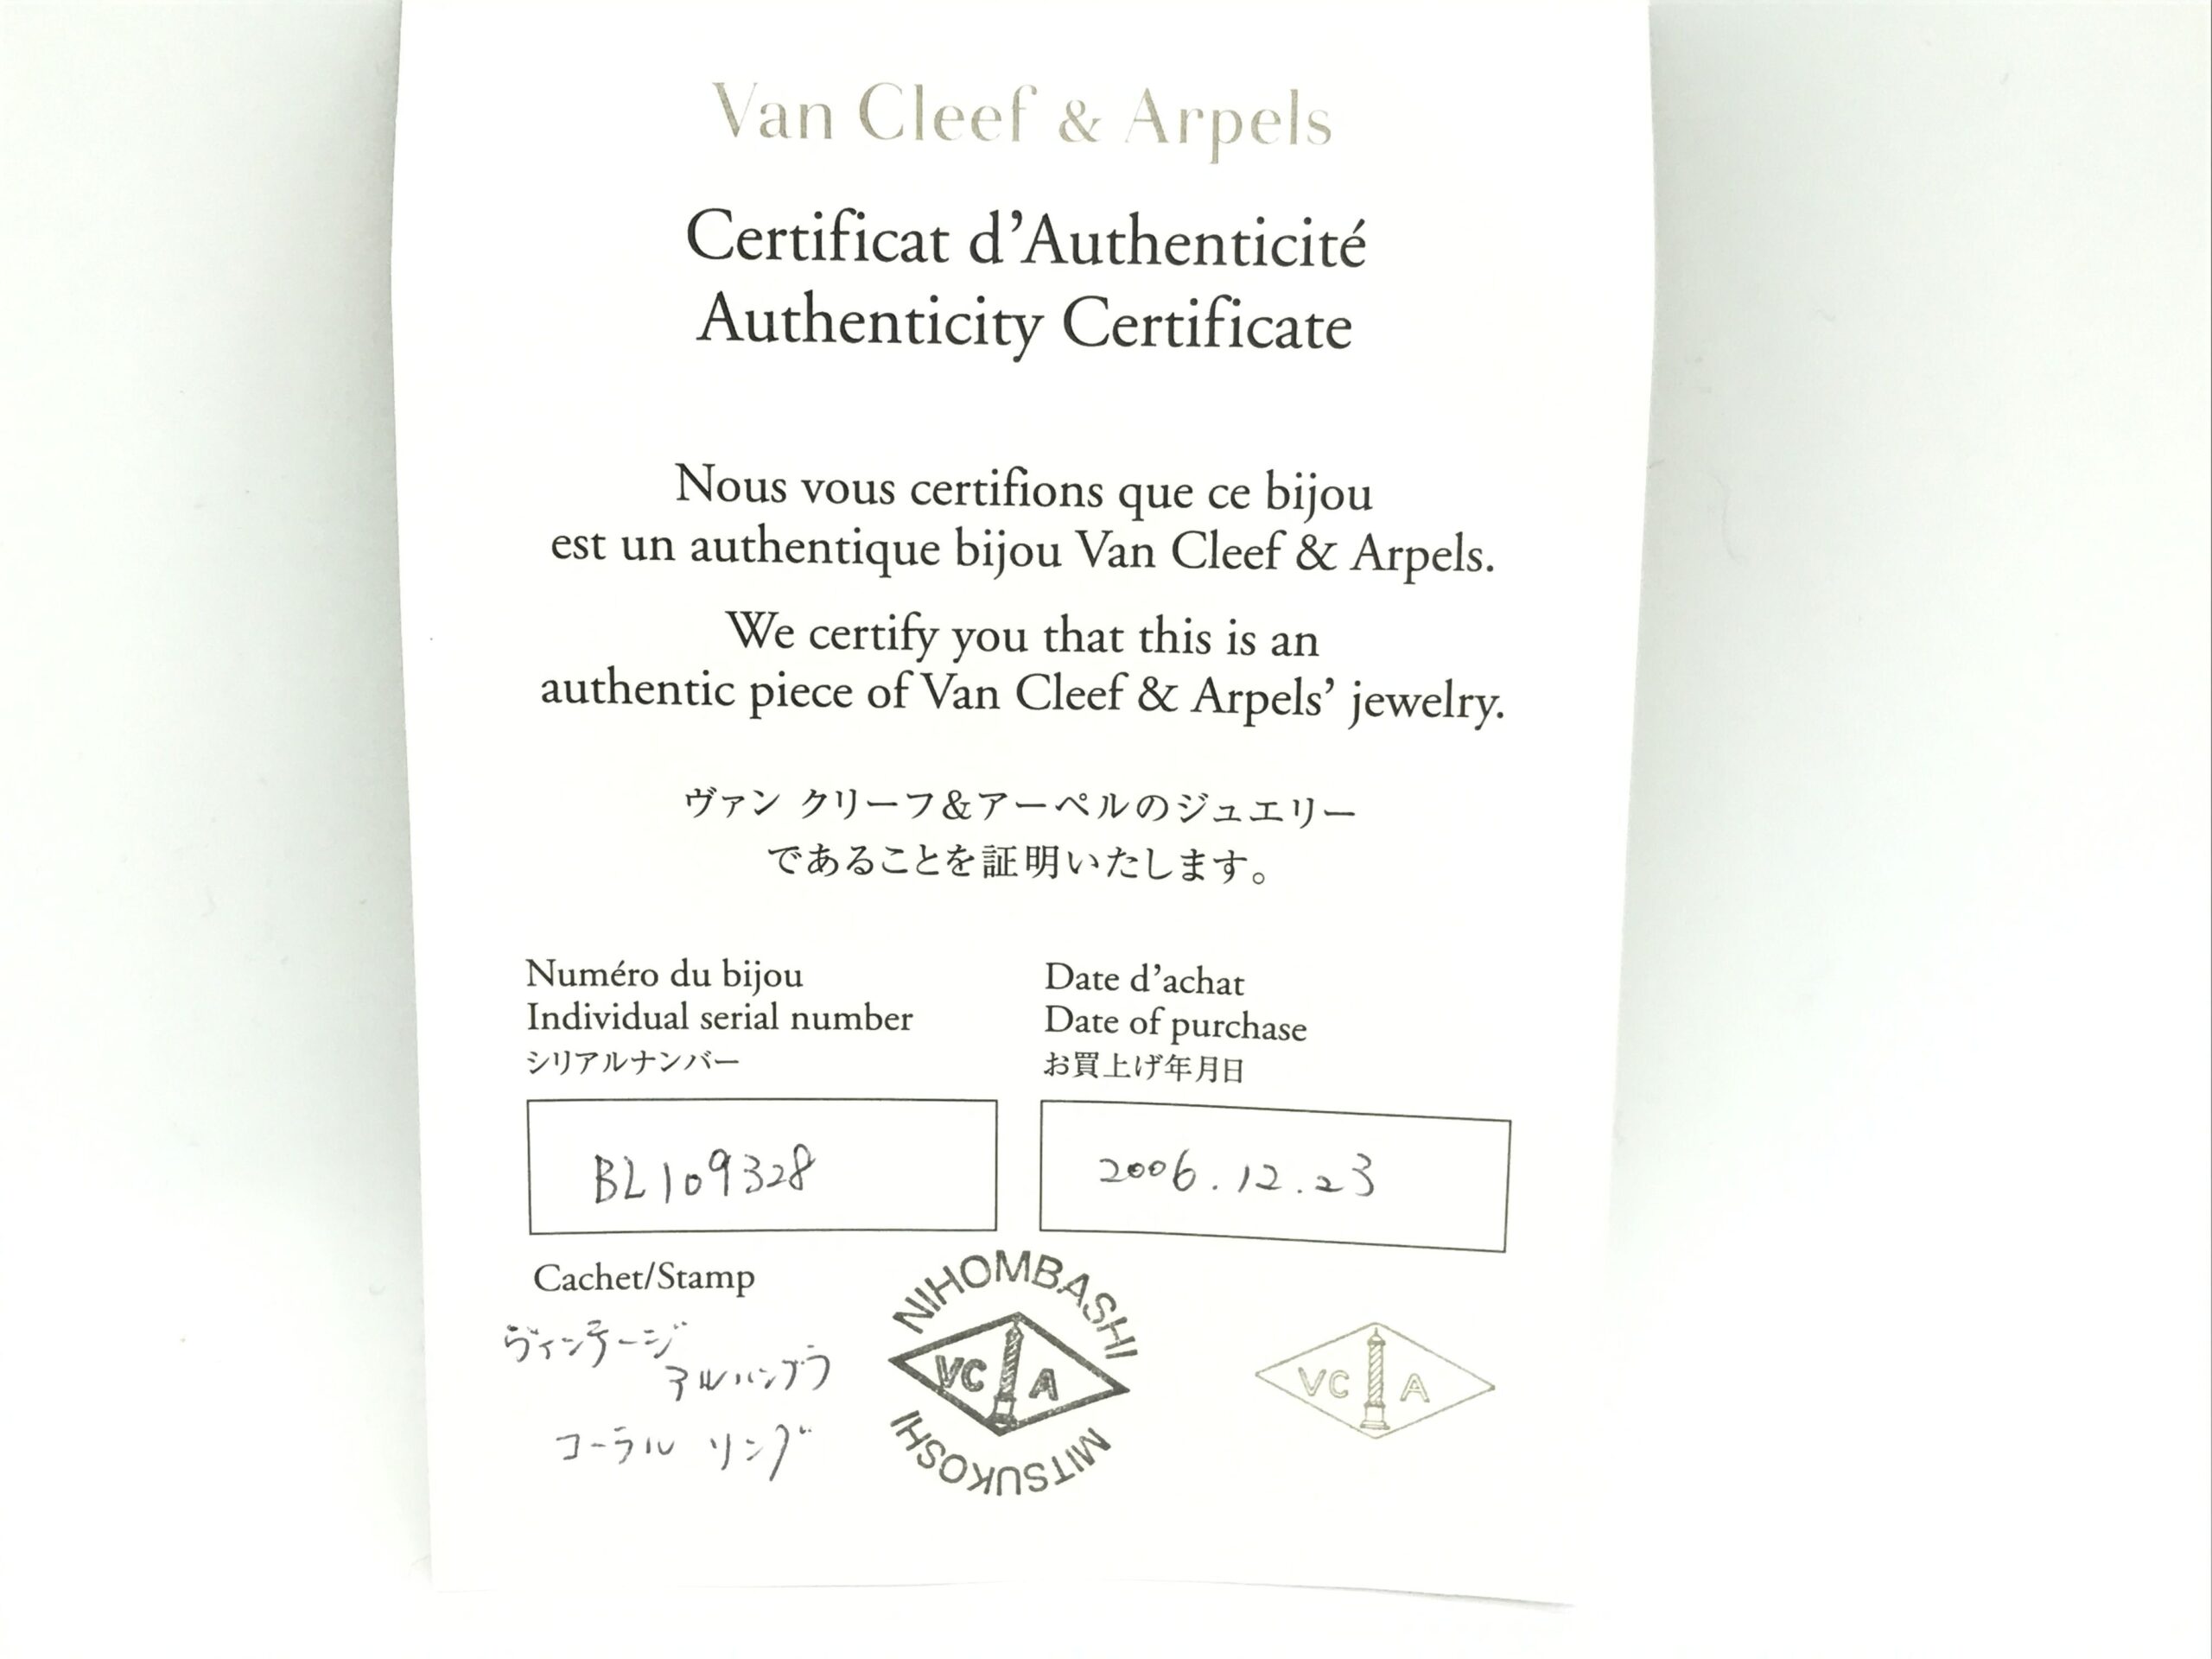 Van Cleef & Arpels
Certificat d'Authenticité
Authenticity Certificate
Nous vous certifions que ce bijou
est un authentique bijou Van Cleef & Arpels.
We certify you that this is an
authentic piece of Van Cleef & Arpels' jewelry.
ヴァン クリーフ&アーペルのジュエリー
であることを証明いたします。
Numéro du bijou
Individual serial number
シリアルナンバー
BL109328
Date d'achat
Date of purchase
お買上げ年月日
2006.12.23
Cachet/Stamp
ヴィンテージ
アルハンブラ
コーラル リング
NIHOMBASHI
VC A
MITSUKOSHI
VC A